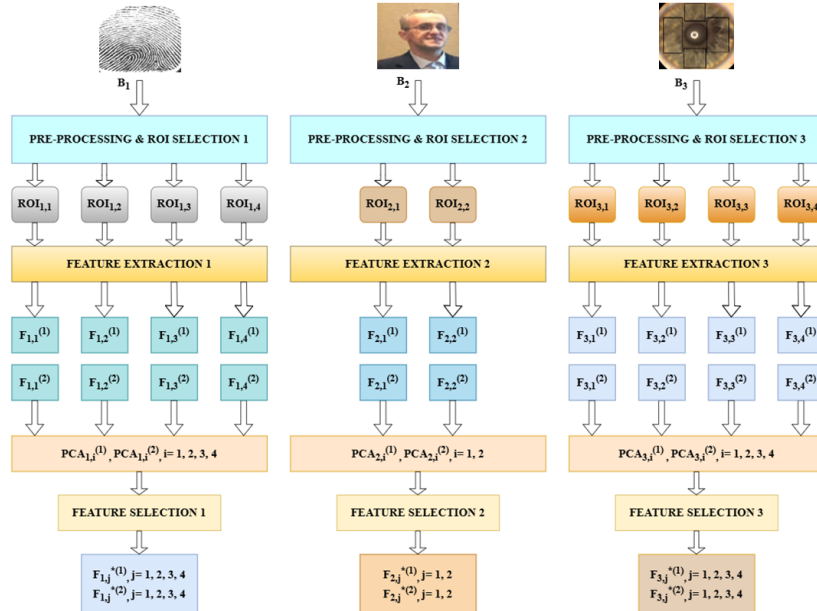 B₁ B₂ B₃
PRE-PROCESSING & ROI SELECTION 1 PRE-PROCESSING & ROI SELECTION 2 PRE-PROCESSING & ROI SELECTION 3
ROI₁,₁ ROI₁,₂ ROI₁,₃ ROI₁,₄ ROI₂,₁ ROI₂,₂ ROI₃,₁ ROI₃,₂ ROI₃,₃ ROI₃,₄
FEATURE EXTRACTION 1 FEATURE EXTRACTION 2 FEATURE EXTRACTION 3
F₁,₁⁽¹⁾ F₁,₂⁽¹⁾ F₁,₃⁽¹⁾ F₁,₄⁽¹⁾ F₂,₁⁽¹⁾ F₂,₂⁽¹⁾ F₃,₁⁽¹⁾ F₃,₂⁽¹⁾ F₃,₃⁽¹⁾ F₃,₄⁽¹⁾
F₁,₁⁽²⁾ F₁,₂⁽²⁾ F₁,₃⁽²⁾ F₁,₄⁽²⁾ F₂,₁⁽²⁾ F₂,₂⁽²⁾ F₃,₁⁽²⁾ F₃,₂⁽²⁾ F₃,₃⁽²⁾ F₃,₄⁽²⁾
PCA₁,ᵢ⁽¹⁾, PCA₁,ᵢ⁽²⁾, i= 1, 2, 3, 4 PCA₂,ᵢ⁽¹⁾, PCA₂,ᵢ⁽²⁾, i= 1, 2 PCA₃,ᵢ⁽¹⁾, PCA₃,ᵢ⁽²⁾, i= 1, 2, 3, 4
FEATURE SELECTION 1 FEATURE SELECTION 2 FEATURE SELECTION 3
F₁,ⱼ*⁽¹⁾, j= 1, 2, 3, 4 F₂,ⱼ*⁽¹⁾, j= 1, 2 F₃,ⱼ*⁽¹⁾, j= 1, 2, 3, 4
F₁,ⱼ*⁽²⁾, j= 1, 2, 3, 4 F₂,ⱼ*⁽²⁾, j= 1, 2 F₃,ⱼ*⁽²⁾, j= 1, 2, 3, 4